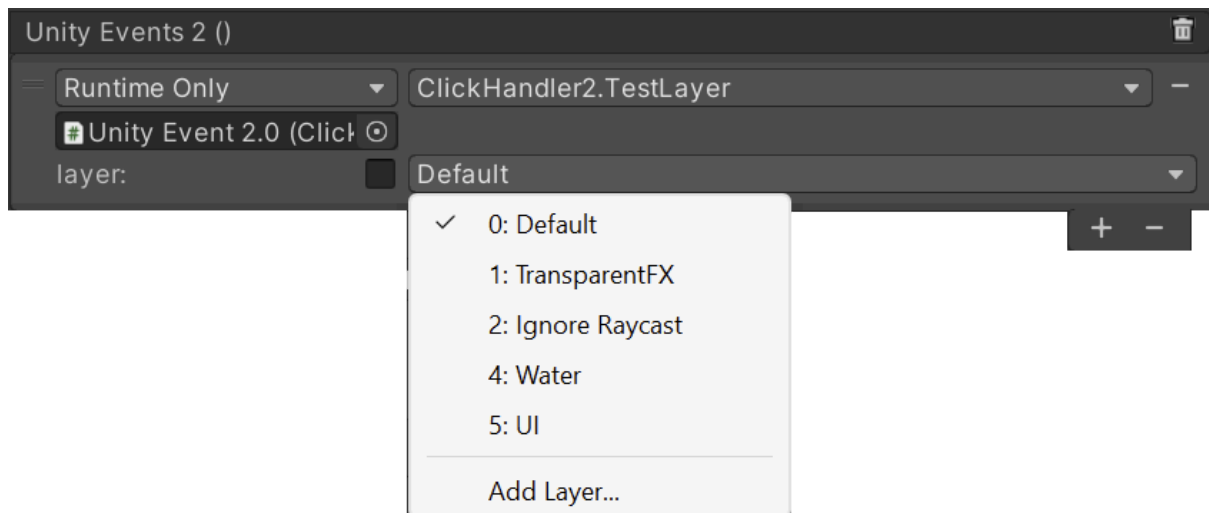 Unity Events 2 ()
Runtime Only ClickHandler2.TestLayer
# Unity Event 2.0 (Click
layer: Default
0: Default
1: TransparentFX
2: Ignore Raycast
4: Water
5: UI
Add Layer...